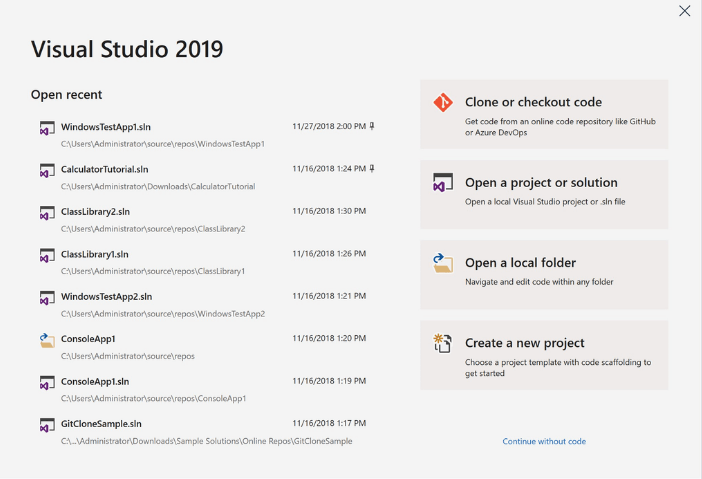 Visual Studio 2019
Open recent
WindowsTestApp1.sln 11/27/2018 2:00 PM
C:\Users\Administrator\source\repos\WindowsTestApp1
CalculatorTutorial.sln 11/16/2018 1:24 PM
C:\Users\Administrator\Downloads\CalculatorTutorial
ClassLibrary2.sln 11/16/2018 1:30 PM
C:\Users\Administrator\source\repos\ClassLibrary2
ClassLibrary1.sln 11/16/2018 1:26 PM
C:\Users\Administrator\source\repos\ClassLibrary1
WindowsTestApp2.sln 11/16/2018 1:21 PM
C:\Users\Administrator\source\repos\WindowsTestApp2
ConsoleApp1 11/16/2018 1:20 PM
C:\Users\Administrator\source\repos
ConsoleApp1.sln 11/16/2018 1:19 PM
C:\Users\Administrator\source\repos\ConsoleApp1
GitCloneSample.sln 11/16/2018 1:17 PM
C:\...\Administrator\Downloads\Sample Solutions\Online Repos\GitCloneSample
Clone or checkout code
Get code from an online code repository like GitHub
or Azure DevOps
Open a project or solution
Open a local Visual Studio project or .sln file
Open a local folder
Navigate and edit code within any folder
Create a new project
Choose a project template with code scaffolding to
get started
Continue without code